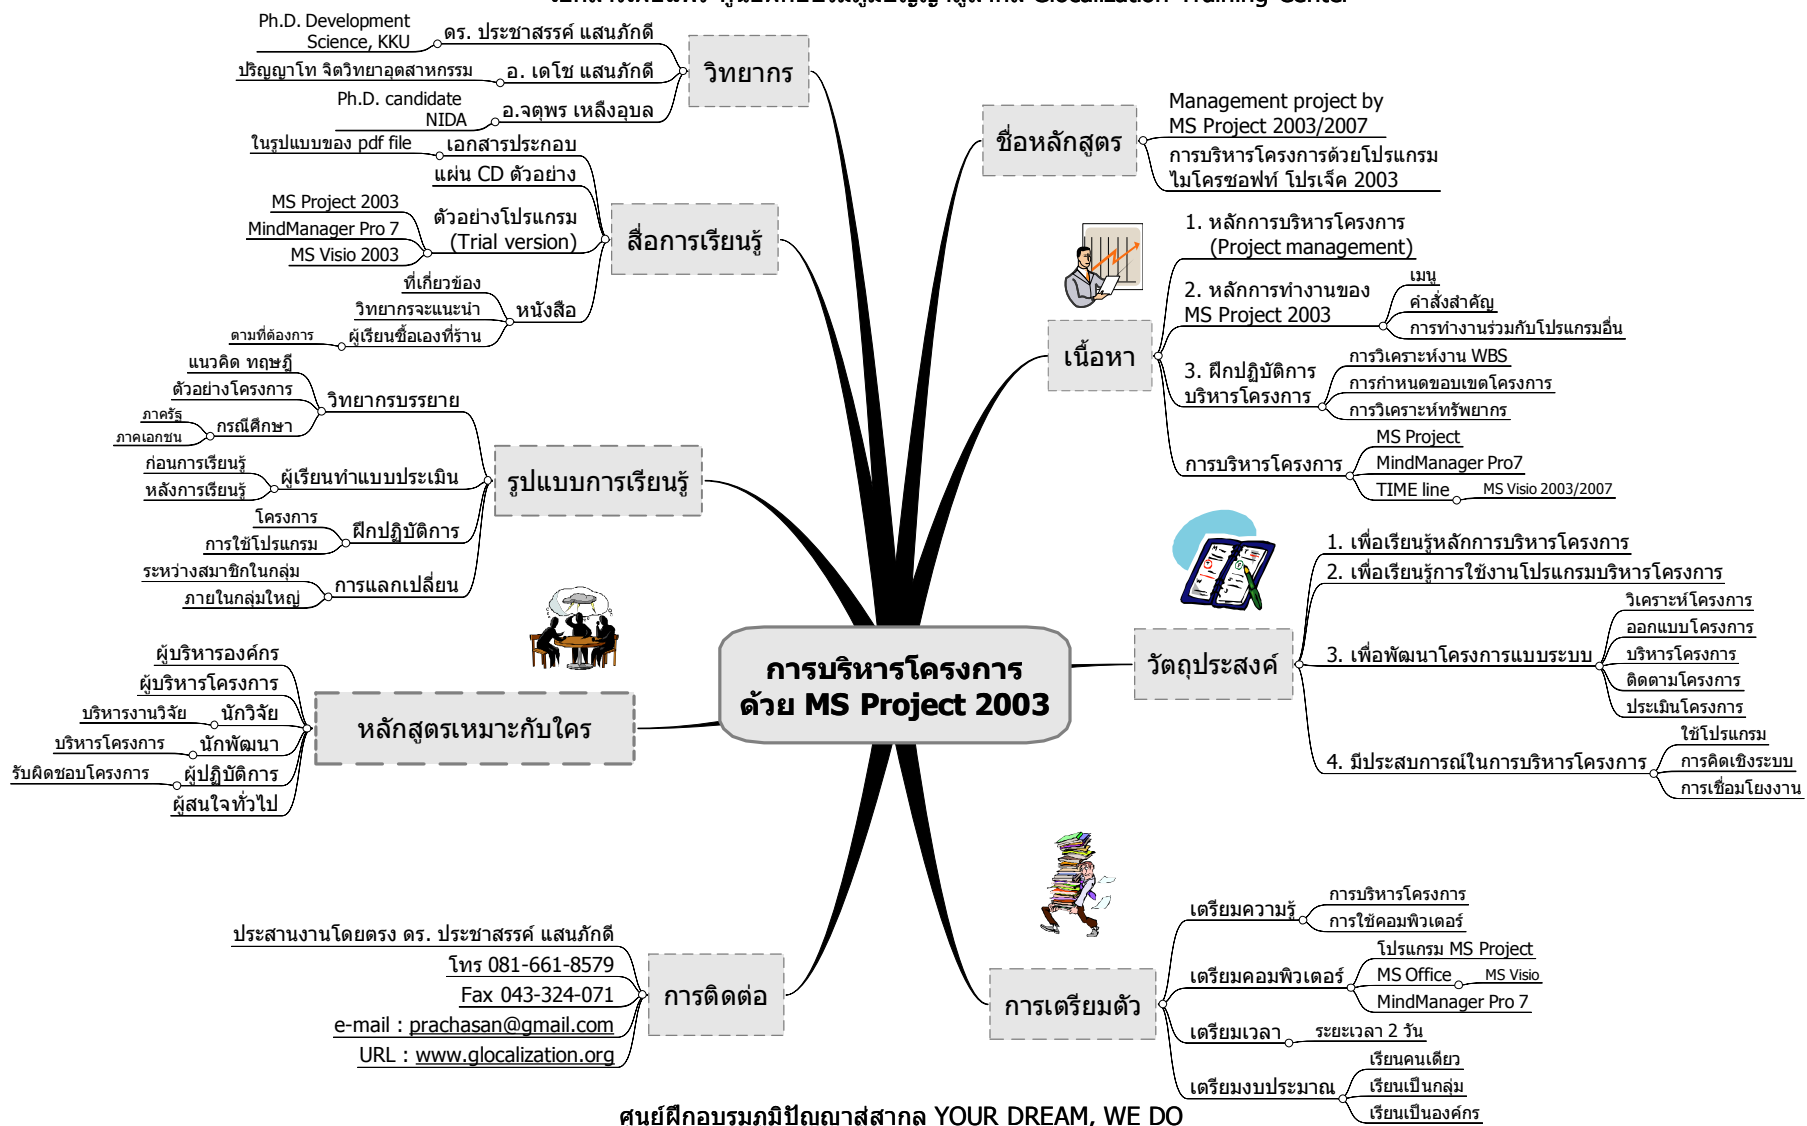 Glocalization Training Center
การบริหารโครงการ
ด้วย MS Project 2003
ชื่อหลักสูตร
Management project by
MS Project 2003/2007
การบริหารโครงการด้วยโปรแกรม
ไมโครซอฟท์ โปรเจ็ค 2003
เนื้อหา
1. หลักการบริหารโครงการ
(Project management)
2. หลักการทำงานของ
MS Project 2003
เมนู
คำสั่งสำคัญ
การทำงานร่วมกับโปรแกรมอื่น
3. ฝึกปฏิบัติการ
บริหารโครงการ
การวิเคราะห์งาน WBS
การกำหนดขอบเขตโครงการ
การวิเคราะห์ทรัพยากร
การบริหารโครงการ
MS Project
MindManager Pro7
TIME line
MS Visio 2003/2007
วัตถุประสงค์
1. เพื่อเรียนรู้หลักการบริหารโครงการ
2. เพื่อเรียนรู้การใช้งานโปรแกรมบริหารโครงการ
3. เพื่อพัฒนาโครงการแบบระบบ
วิเคราะห์โครงการ
ออกแบบโครงการ
บริหารโครงการ
ติดตามโครงการ
ประเมินโครงการ
4. มีประสบการณ์ในการบริหารโครงการ
ใช้โปรแกรม
การคิดเชิงระบบ
การเชื่อมโยงงาน
การเตรียมตัว
เตรียมความรู้
การบริหารโครงการ
การใช้คอมพิวเตอร์
เตรียมคอมพิวเตอร์
โปรแกรม MS Project
MS Office
MS Visio
MindManager Pro 7
เตรียมเวลา
ระยะเวลา 2 วัน
เตรียมงบประมาณ
เรียนคนเดียว
เรียนเป็นกลุ่ม
เรียนเป็นองค์กร
วิทยากร
ดร. ประชาสรรค์ แสนภักดี
Ph.D. Development
Science, KKU
อ. เดโช แสนภักดี
ปริญญาโท จิตวิทยาอุตสาหกรรม
อ.จตุพร เหลืองอุบล
Ph.D. candidate
NIDA
สื่อการเรียนรู้
เอกสารประกอบ
ในรูปแบบของ pdf file
แผ่น CD ตัวอย่าง
ตัวอย่างโปรแกรม
(Trial version)
MS Project 2003
MindManager Pro 7
MS Visio 2003
หนังสือ
ที่เกี่ยวข้อง
วิทยากรจะแนะนำ
ผู้เรียนซื้อเองที่ร้าน
ตามที่ต้องการ
รูปแบบการเรียนรู้
วิทยากรบรรยาย
แนวคิด ทฤษฎี
ตัวอย่างโครงการ
กรณีศึกษา
ภาครัฐ
ภาคเอกชน
ผู้เรียนทำแบบประเมิน
ก่อนการเรียนรู้
หลังการเรียนรู้
ฝึกปฏิบัติการ
โครงการ
การใช้โปรแกรม
การแลกเปลี่ยน
ระหว่างสมาชิกในกลุ่ม
ภายในกลุ่มใหญ่
หลักสูตรเหมาะกับใคร
ผู้บริหารองค์กร
ผู้บริหารโครงการ
นักวิจัย
บริหารงานวิจัย
นักพัฒนา
บริหารโครงการ
ผู้ปฏิบัติการ
รับผิดชอบโครงการ
ผู้สนใจทั่วไป
การติดต่อ
ประสานงานโดยตรง ดร. ประชาสรรค์ แสนภักดี
โทร 081-661-8579
Fax 043-324-071
e-mail : prachasan@gmail.com
URL : www.glocalization.org
ศูนย์ฝึกอบรมภูมิปัญญาสู่สากล YOUR DREAM, WE DO